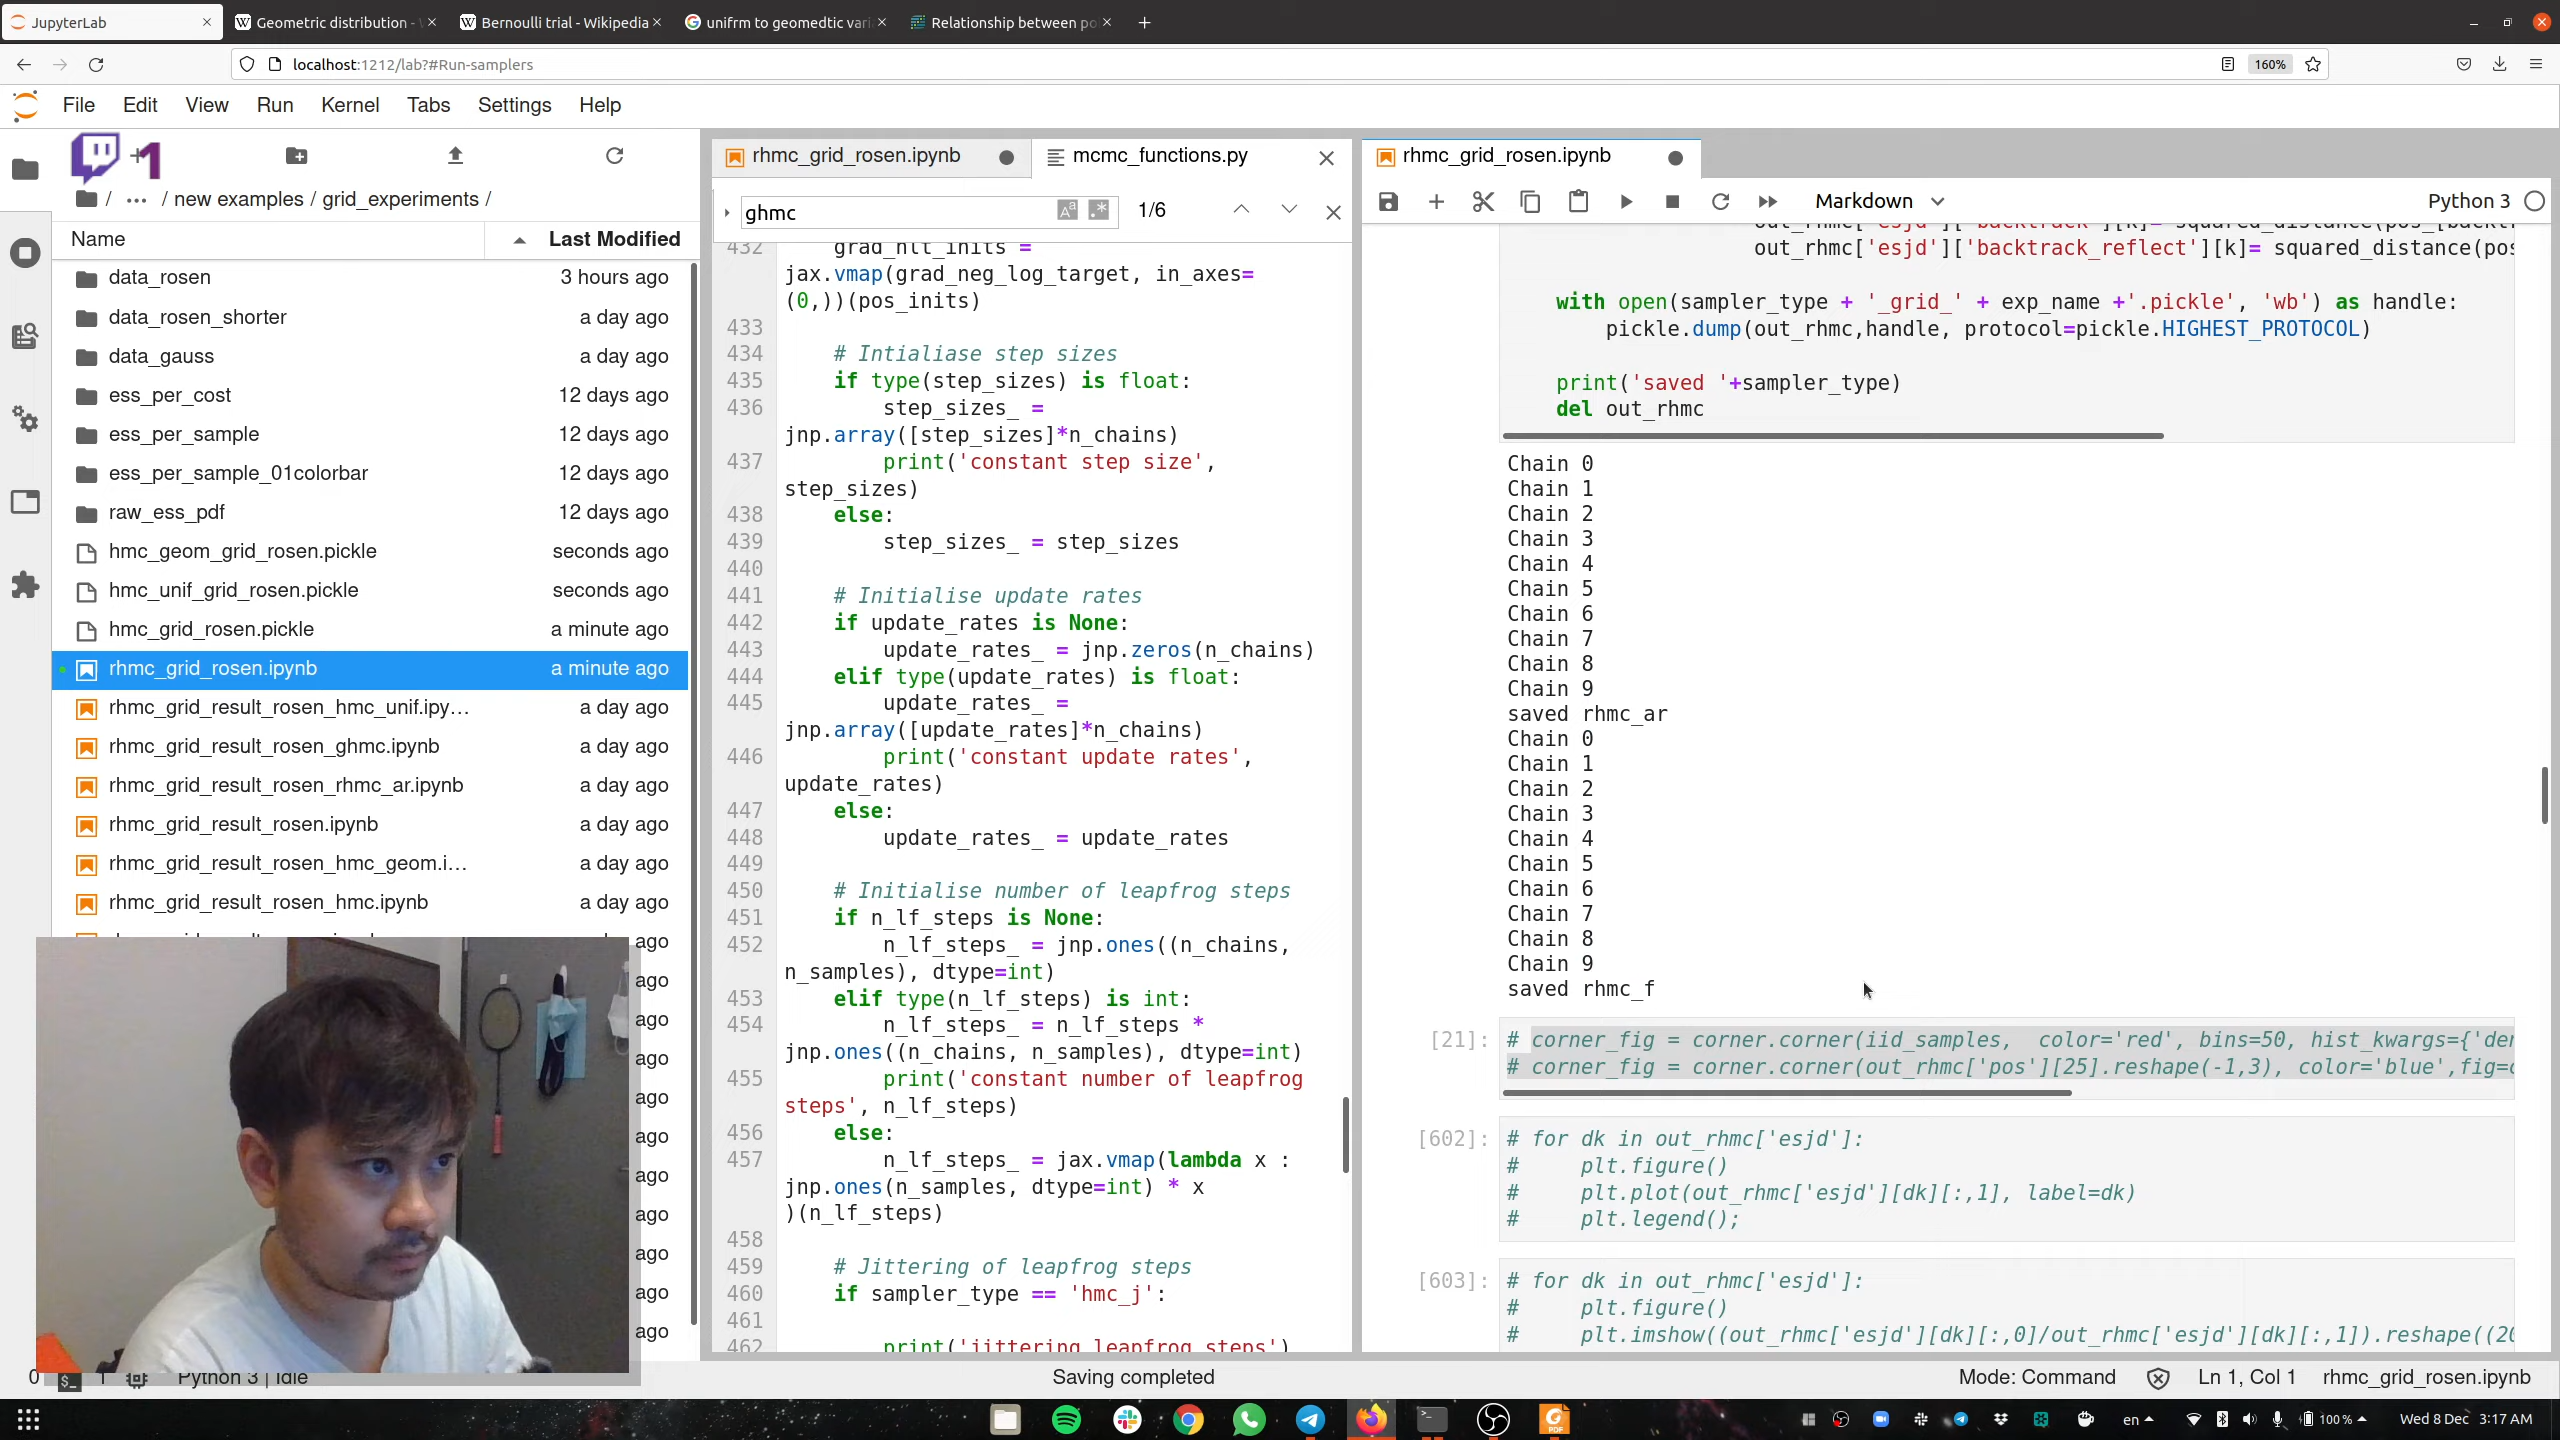 JupyterLab
Geometric distribution -
Bernoulli trial - Wikipedia
unifrm to geomedtic vari
Relationship between po
localhost:1212/lab?#Run-samplers
160%
File Edit View Run Kernel Tabs Settings Help
+1
/ ··· / new examples / grid_experiments /
Name Last Modified
data_rosen 3 hours ago
data_rosen_shorter a day ago
data_gauss a day ago
ess_per_cost 12 days ago
ess_per_sample 12 days ago
ess_per_sample_01colorbar 12 days ago
raw_ess_pdf 12 days ago
hmc_geom_grid_rosen.pickle seconds ago
hmc_unif_grid_rosen.pickle seconds ago
hmc_grid_rosen.pickle a minute ago
rhmc_grid_rosen.ipynb a minute ago
rhmc_grid_result_rosen_hmc_unif.ipy… a day ago
rhmc_grid_result_rosen_ghmc.ipynb a day ago
rhmc_grid_result_rosen_rhmc_ar.ipynb a day ago
rhmc_grid_result_rosen.ipynb a day ago
rhmc_grid_result_rosen_hmc_geom.i… a day ago
rhmc_grid_result_rosen_hmc.ipynb a day ago
ago
ago
ago
ago
ago
ago
ago
ago
ago
ago
ago
rhmc_grid_rosen.ipynb
mcmc_functions.py
ghmc 1/6
432 grad_nlt_inits =
jax.vmap(grad_neg_log_target, in_axes=
(0,))(pos_inits)
433
434 # Intialiase step sizes
435 if type(step_sizes) is float:
436 step_sizes_ =
jnp.array([step_sizes]*n_chains)
437 print('constant step size',
step_sizes)
438 else:
439 step_sizes_ = step_sizes
440
441 # Initialise update rates
442 if update_rates is None:
443 update_rates_ = jnp.zeros(n_chains)
444 elif type(update_rates) is float:
445 update_rates_ =
jnp.array([update_rates]*n_chains)
446 print('constant update rates',
update_rates)
447 else:
448 update_rates_ = update_rates
449
450 # Initialise number of leapfrog steps
451 if n_lf_steps is None:
452 n_lf_steps_ = jnp.ones((n_chains,
n_samples), dtype=int)
453 elif type(n_lf_steps) is int:
454 n_lf_steps_ = n_lf_steps *
jnp.ones((n_chains, n_samples), dtype=int)
455 print('constant number of leapfrog
steps', n_lf_steps)
456 else:
457 n_lf_steps_ = jax.vmap(lambda x :
jnp.ones(n_samples, dtype=int) * x
)(n_lf_steps)
458
459 # Jittering of leapfrog steps
460 if sampler_type == 'hmc_j':
461
462 print('jittering leapfrog steps')
rhmc_grid_rosen.ipynb
Markdown
Python 3
out_rhmc['esjd']['backtrack_reflect'][k]= squared_distance(pos
with open(sampler_type + '_grid_' + exp_name +'.pickle', 'wb') as handle:
pickle.dump(out_rhmc,handle, protocol=pickle.HIGHEST_PROTOCOL)
print('saved '+sampler_type)
del out_rhmc
Chain 0
Chain 1
Chain 2
Chain 3
Chain 4
Chain 5
Chain 6
Chain 7
Chain 8
Chain 9
saved rhmc_ar
Chain 0
Chain 1
Chain 2
Chain 3
Chain 4
Chain 5
Chain 6
Chain 7
Chain 8
Chain 9
saved rhmc_f
[21]: # corner_fig = corner.corner(iid_samples, color='red', bins=50, hist_kwargs={'den
# corner_fig = corner.corner(out_rhmc['pos'][25].reshape(-1,3), color='blue',fig=c
[602]: # for dk in out_rhmc['esjd']:
# plt.figure()
# plt.plot(out_rhmc['esjd'][dk][:,1], label=dk)
# plt.legend();
[603]: # for dk in out_rhmc['esjd']:
# plt.figure()
# plt.imshow((out_rhmc['esjd'][dk][:,0]/out_rhmc['esjd'][dk][:,1]).reshape((20
0 1 Python 3 | Idle
Saving completed
Mode: Command Ln 1, Col 1 rhmc_grid_rosen.ipynb
en 100 % Wed 8 Dec 3:17 AM